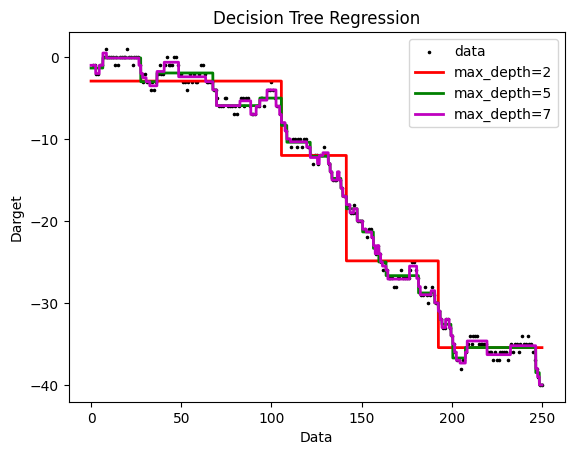 Decision Tree Regression
data
max_depth=2
max_depth=5
max_depth=7
0
−10
−20
−30
−40
Darget
0 50 100 150 200 250
Data